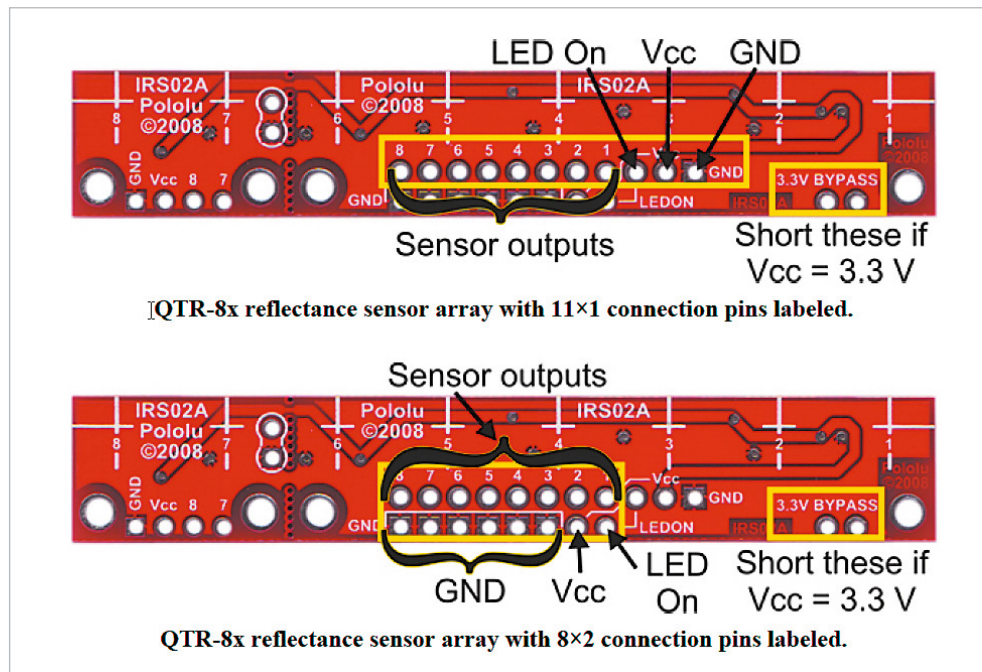 LED On Vcc GND
IRS02A IRS02A
Pololu
©2008
8 7 6 5 4 3 2 1
8 7 6 5 4 3 2 1
Vcc
GND Vcc 8 7
GND
GND LEDON
IRS02A
Pololu
©2008
3.3V BYPASS
Sensor outputs
Short these if
Vcc = 3.3 V
QTR-8x reflectance sensor array with 11×1 connection pins labeled.
Sensor outputs
IRS02A Pololu IRS02A
Pololu ©2008
©2008
8 7 6 5 4 3 2 1
8 7 6 5 4 3 2 1
Vcc
GND Vcc 8 7
GND
GND LEDON
IRS02A
Pololu
©2008
3.3V BYPASS
GND Vcc LED
On
Short these if
Vcc = 3.3 V
QTR-8x reflectance sensor array with 8×2 connection pins labeled.